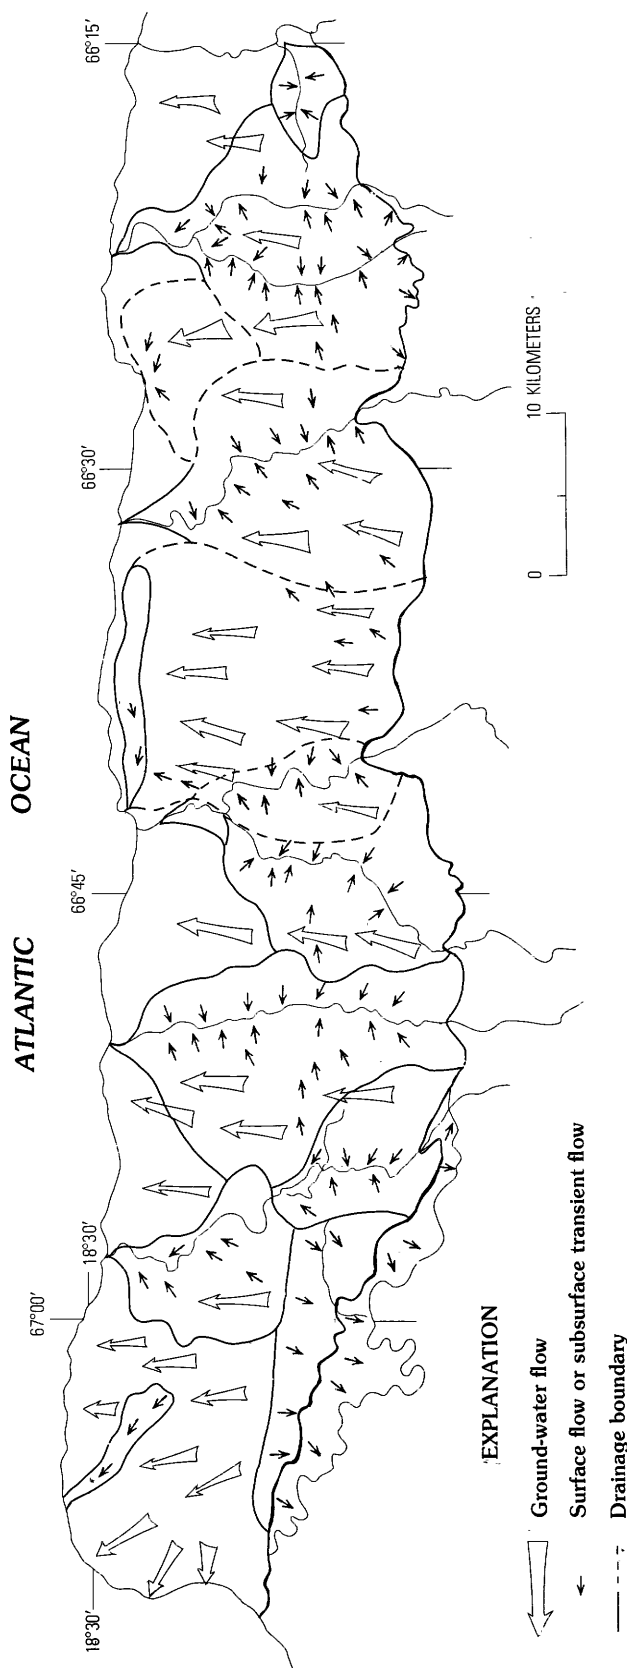 ATLANTIC OCEAN
67°00'
18°30'
66°45'
66°30'
66°15'
18°30'
EXPLANATION
Ground-water flow
Surface flow or subsurface transient flow
Drainage boundary
0 10 KILOMETERS